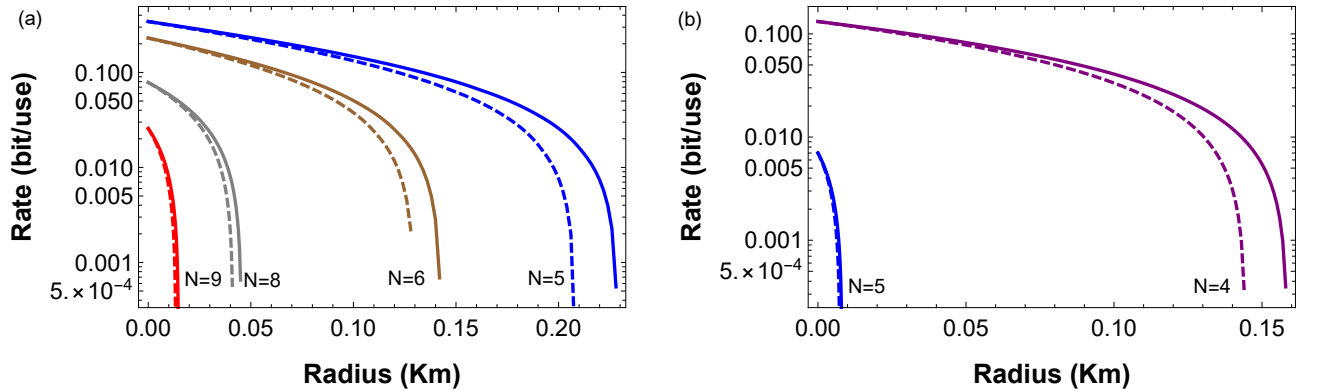 (a)
Rate (bit/use)
0.100
0.050
0.010
0.005
0.001
5.×10⁻⁴
N=9
N=8
N=6
N=5
0.00
0.05
0.10
0.15
0.20
Radius (Km)
(b)
Rate (bit/use)
0.100
0.050
0.010
0.005
0.001
5.×10⁻⁴
N=5
N=4
0.00
0.05
0.10
0.15
Radius (Km)